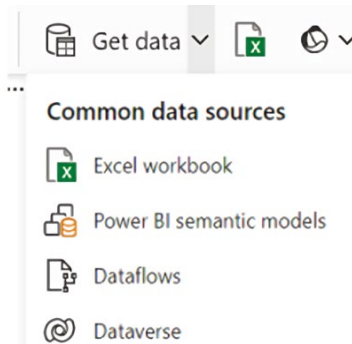 Get data
Common data sources
Excel workbook
Power BI semantic models
Dataflows
Dataverse